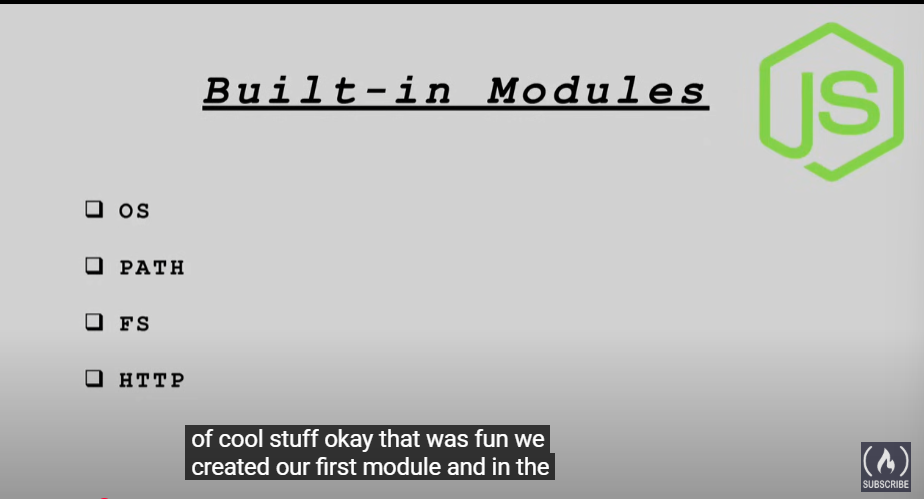 Built-in Modules
JS
OS
PATH
FS
HTTP
of cool stuff okay that was fun we
created our first module and in the
SUBSCRIBE